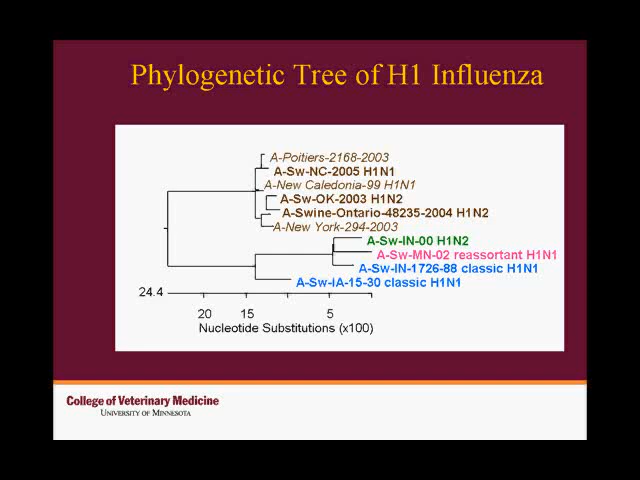 Phylogenetic Tree of H1 Influenza
A-Poitiers-2168-2003
A-Sw-NC-2005 H1N1
A-New Caledonia-99 H1N1
A-Sw-OK-2003 H1N2
A-Swine-Ontario-48235-2004 H1N2
A-New York-294-2003
A-Sw-IN-00 H1N2
A-Sw-MN-02 reassortant H1N1
A-Sw-IN-1726-88 classic H1N1
A-Sw-IA-15-30 classic H1N1
24.4
20 15 5
Nucleotide Substitutions (x100)
College of Veterinary Medicine
UNIVERSITY OF MINNESOTA